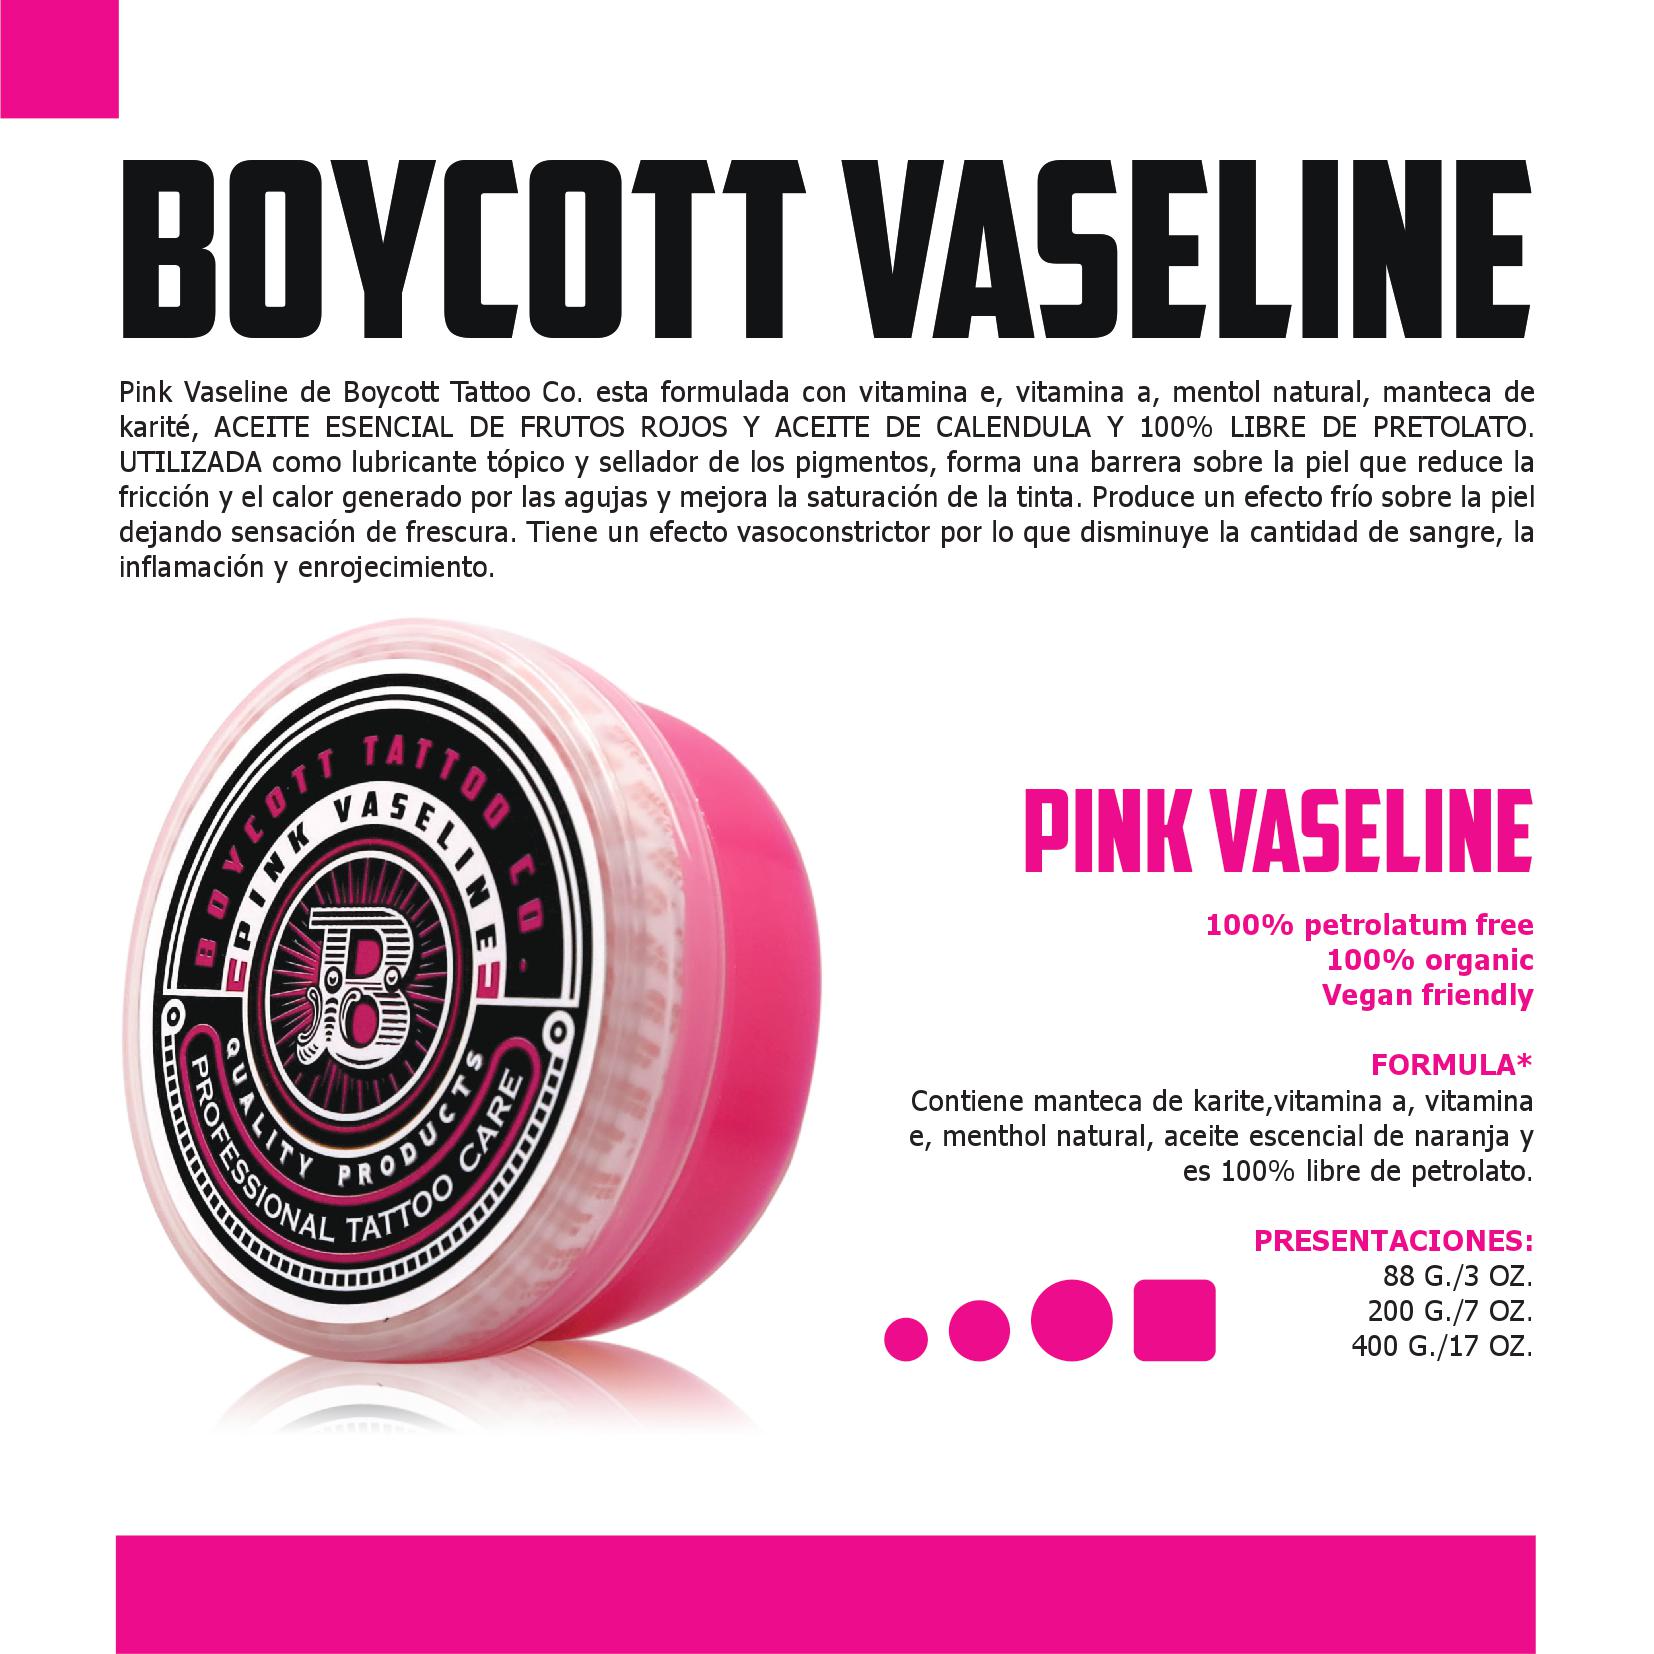 BOYCOTT VASELINE
Pink Vaseline de Boycott Tattoo Co. esta formulada con vitamina e, vitamina a, mentol natural, manteca de
karité, ACEITE ESENCIAL DE FRUTOS ROJOS Y ACEITE DE CALENDULA Y 100% LIBRE DE PRETOLATO.
UTILIZADA como lubricante tópico y sellador de los pigmentos, forma una barrera sobre la piel que reduce la
fricción y el calor generado por las agujas y mejora la saturación de la tinta. Produce un efecto frío sobre la piel
dejando sensación de frescura. Tiene un efecto vasoconstrictor por lo que disminuye la cantidad de sangre, la
inflamación y enrojecimiento.
BOYCOTT TATTOO CO.
PINK VASELINE
B
QUALITY PRODUCTS
PROFESSIONAL TATTOO CARE
PINK VASELINE
100% petrolatum free
100% organic
Vegan friendly
FORMULA*
Contiene manteca de karite,vitamina a, vitamina
e, menthol natural, aceite escencial de naranja y
es 100% libre de petrolato.
PRESENTACIONES:
88 G./3 OZ.
200 G./7 OZ.
400 G./17 OZ.